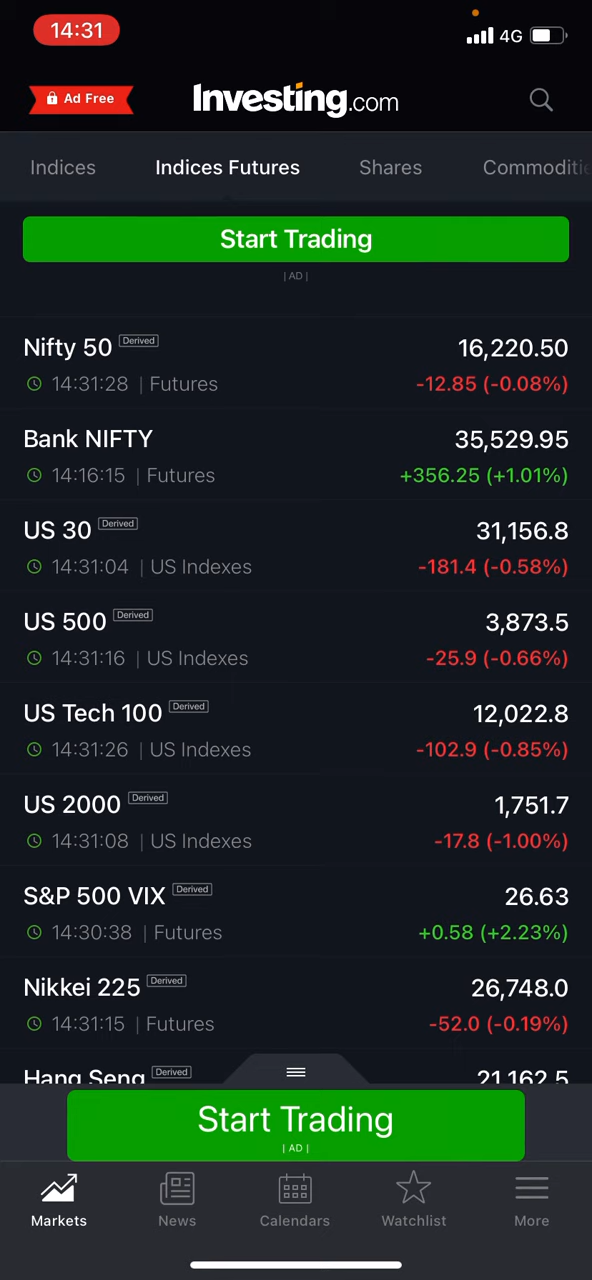 14:31
4G
Ad Free
Investing.com
Indices Indices Futures Shares Commoditie
Start Trading
| AD |
Nifty 50 Derived 16,220.50
14:31:28 | Futures -12.85 (-0.08%)
Bank NIFTY 35,529.95
14:16:15 | Futures +356.25 (+1.01%)
US 30 Derived 31,156.8
14:31:04 | US Indexes -181.4 (-0.58%)
US 500 Derived 3,873.5
14:31:16 | US Indexes -25.9 (-0.66%)
US Tech 100 Derived 12,022.8
14:31:26 | US Indexes -102.9 (-0.85%)
US 2000 Derived 1,751.7
14:31:08 | US Indexes -17.8 (-1.00%)
S&P 500 VIX Derived 26.63
14:30:38 | Futures +0.58 (+2.23%)
Nikkei 225 Derived 26,748.0
14:31:15 | Futures -52.0 (-0.19%)
Hang Seng Derived 21,162.5
Start Trading
| AD |
Markets News Calendars Watchlist More